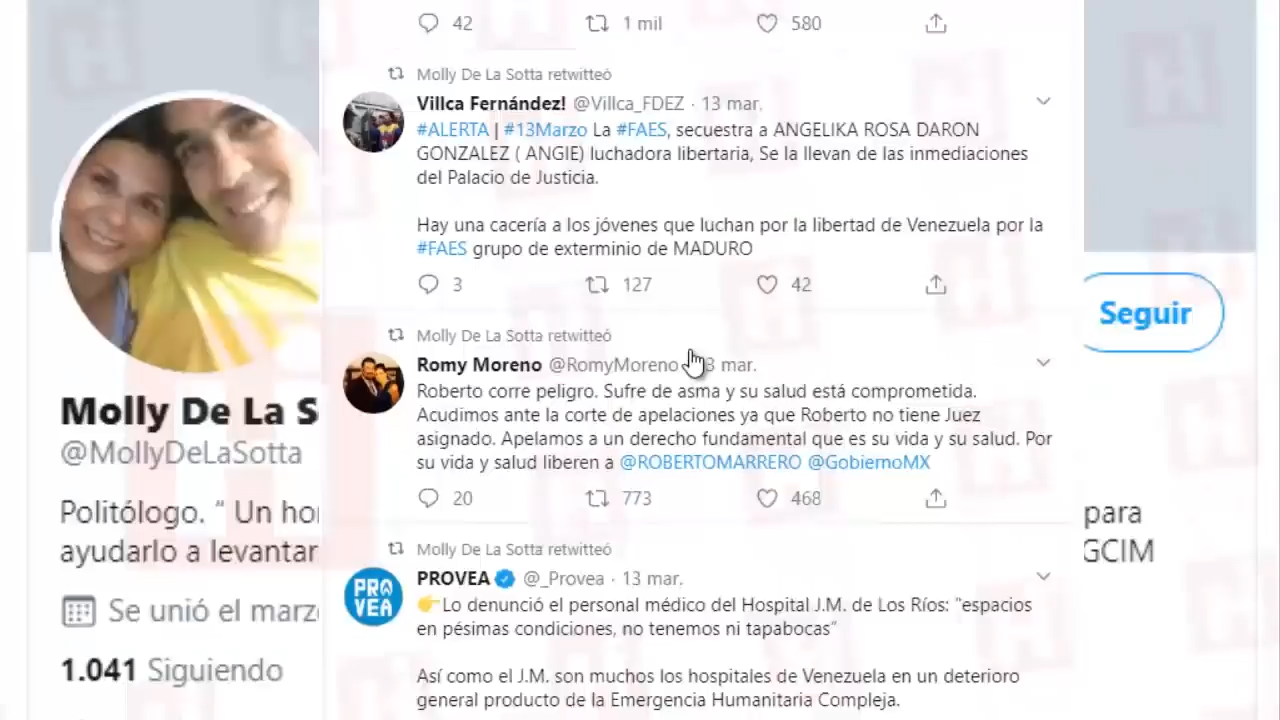 42 1 mil 580
Molly De La Sotta retwitteó
Villca Fernández! @Villca_FDEZ · 13 mar.
#ALERTA | #13Marzo La #FAES, secuestra a ANGELIKA ROSA DARON
GONZALEZ ( ANGIE) luchadora libertaria, Se la llevan de las inmediaciones
del Palacio de Justicia.
Hay una cacería a los jóvenes que luchan por la libertad de Venezuela por la
#FAES grupo de exterminio de MADURO
3 127 42
Molly De La Sotta retwitteó
Romy Moreno @RomyMoreno 3 mar.
Roberto corre peligro. Sufre de asma y su salud está comprometida.
Acudimos ante la corte de apelaciones ya que Roberto no tiene Juez
asignado. Apelamos a un derecho fundamental que es su vida y su salud. Por
su vida y salud liberen a @ROBERTOMARRERO @GobiernoMX
20 773 468
Molly De La Sotta retwitteó
PROVEA @_Provea · 13 mar.
Lo denunció el personal médico del Hospital J.M. de Los Ríos: "espacios
en pésimas condiciones, no tenemos ni tapabocas"
Así como el J.M. son muchos los hospitales de Venezuela en un deterioro
general producto de la Emergencia Humanitaria Compleja.
PROVEA
Seguir
Molly De La S
@MollyDeLaSotta
Politólogo. " Un ho para
ayudarlo a levantar GCIM
Se unió el marz
1.041 Siguiendo